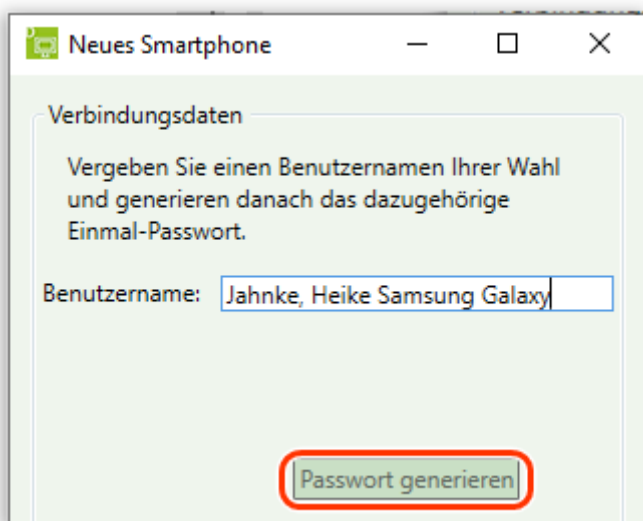 Neues Smartphone
Verbindungsdaten
Vergeben Sie einen Benutzernamen Ihrer Wahl
und generieren danach das dazugehörige
Einmal-Passwort.
Benutzername: Jahnke, Heike Samsung Galaxy
Passwort generieren